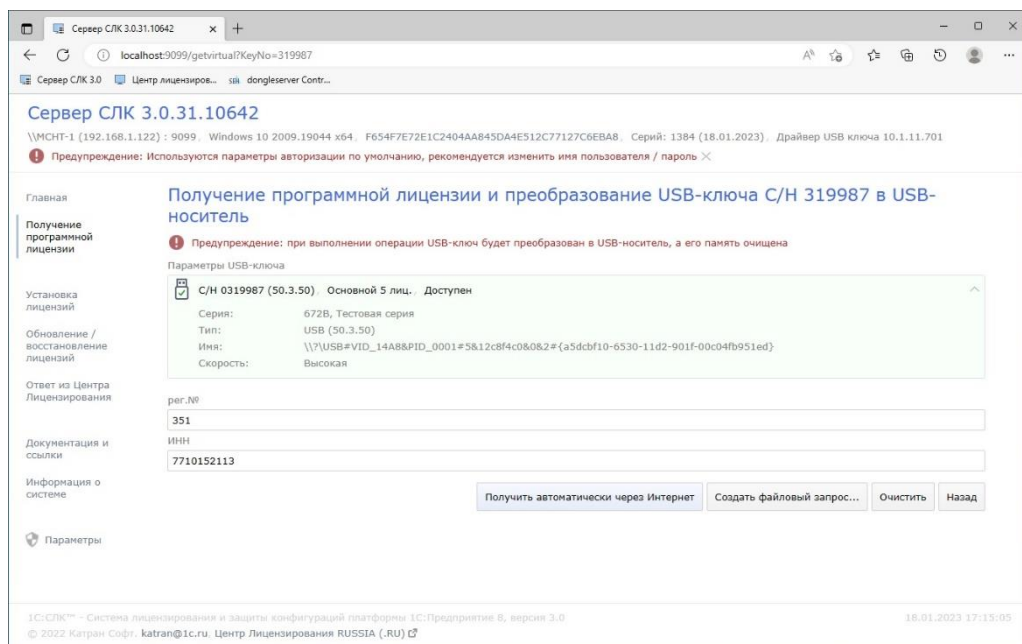 Сервер СЛК 3.0.31.10642
localhost:9099/getvirtual?KeyNo=319987
Сервер СЛК 3.0 Центр лицензиров... dongleserver Contr...
Сервер СЛК 3.0.31.10642
\\MCHT-1 (192.168.1.122) : 9099, Windows 10 2009.19044 x64, F654F7E72E1C2404AA845DA4E512C77127C6EBA8, Серий: 1384 (18.01.2023), Драйвер USB ключа 10.1.11.701
Предупреждение: Используются параметры авторизации по умолчанию, рекомендуется изменить имя пользователя / пароль
Главная
Получение
программной
лицензии
Установка
лицензий
Обновление /
восстановление
лицензий
Ответ из Центра
Лицензирования
Документация и
ссылки
Информация о
системе
Параметры
Получение программной лицензии и преобразование USB-ключа С/Н 319987 в USB-
носитель
Предупреждение: при выполнении операции USB-ключ будет преобразован в USB-носитель, а его память очищена
Параметры USB-ключа
С/Н 0319987 (50.3.50), Основной 5 лиц., Доступен
Серия: 672B, Тестовая серия
Тип: USB (50.3.50)
Имя: \\?\USB#VID_14A8&PID_0001#5&12c8f4c0&0&2#{a5dcbf10-6530-11d2-901f-00c04fb951ed}
Скорость: Высокая
рег.№
351
ИНН
7710152113
Получить автоматически через Интернет Создать файловый запрос... Очистить Назад
1С:СЛК™ – Система лицензирования и защиты конфигураций платформы 1С:Предприятие 8, версия 3.0 18.01.2023 17:15:05
© 2022 Катран Софт, katran@1c.ru, Центр Лицензирования RUSSIA (.RU)